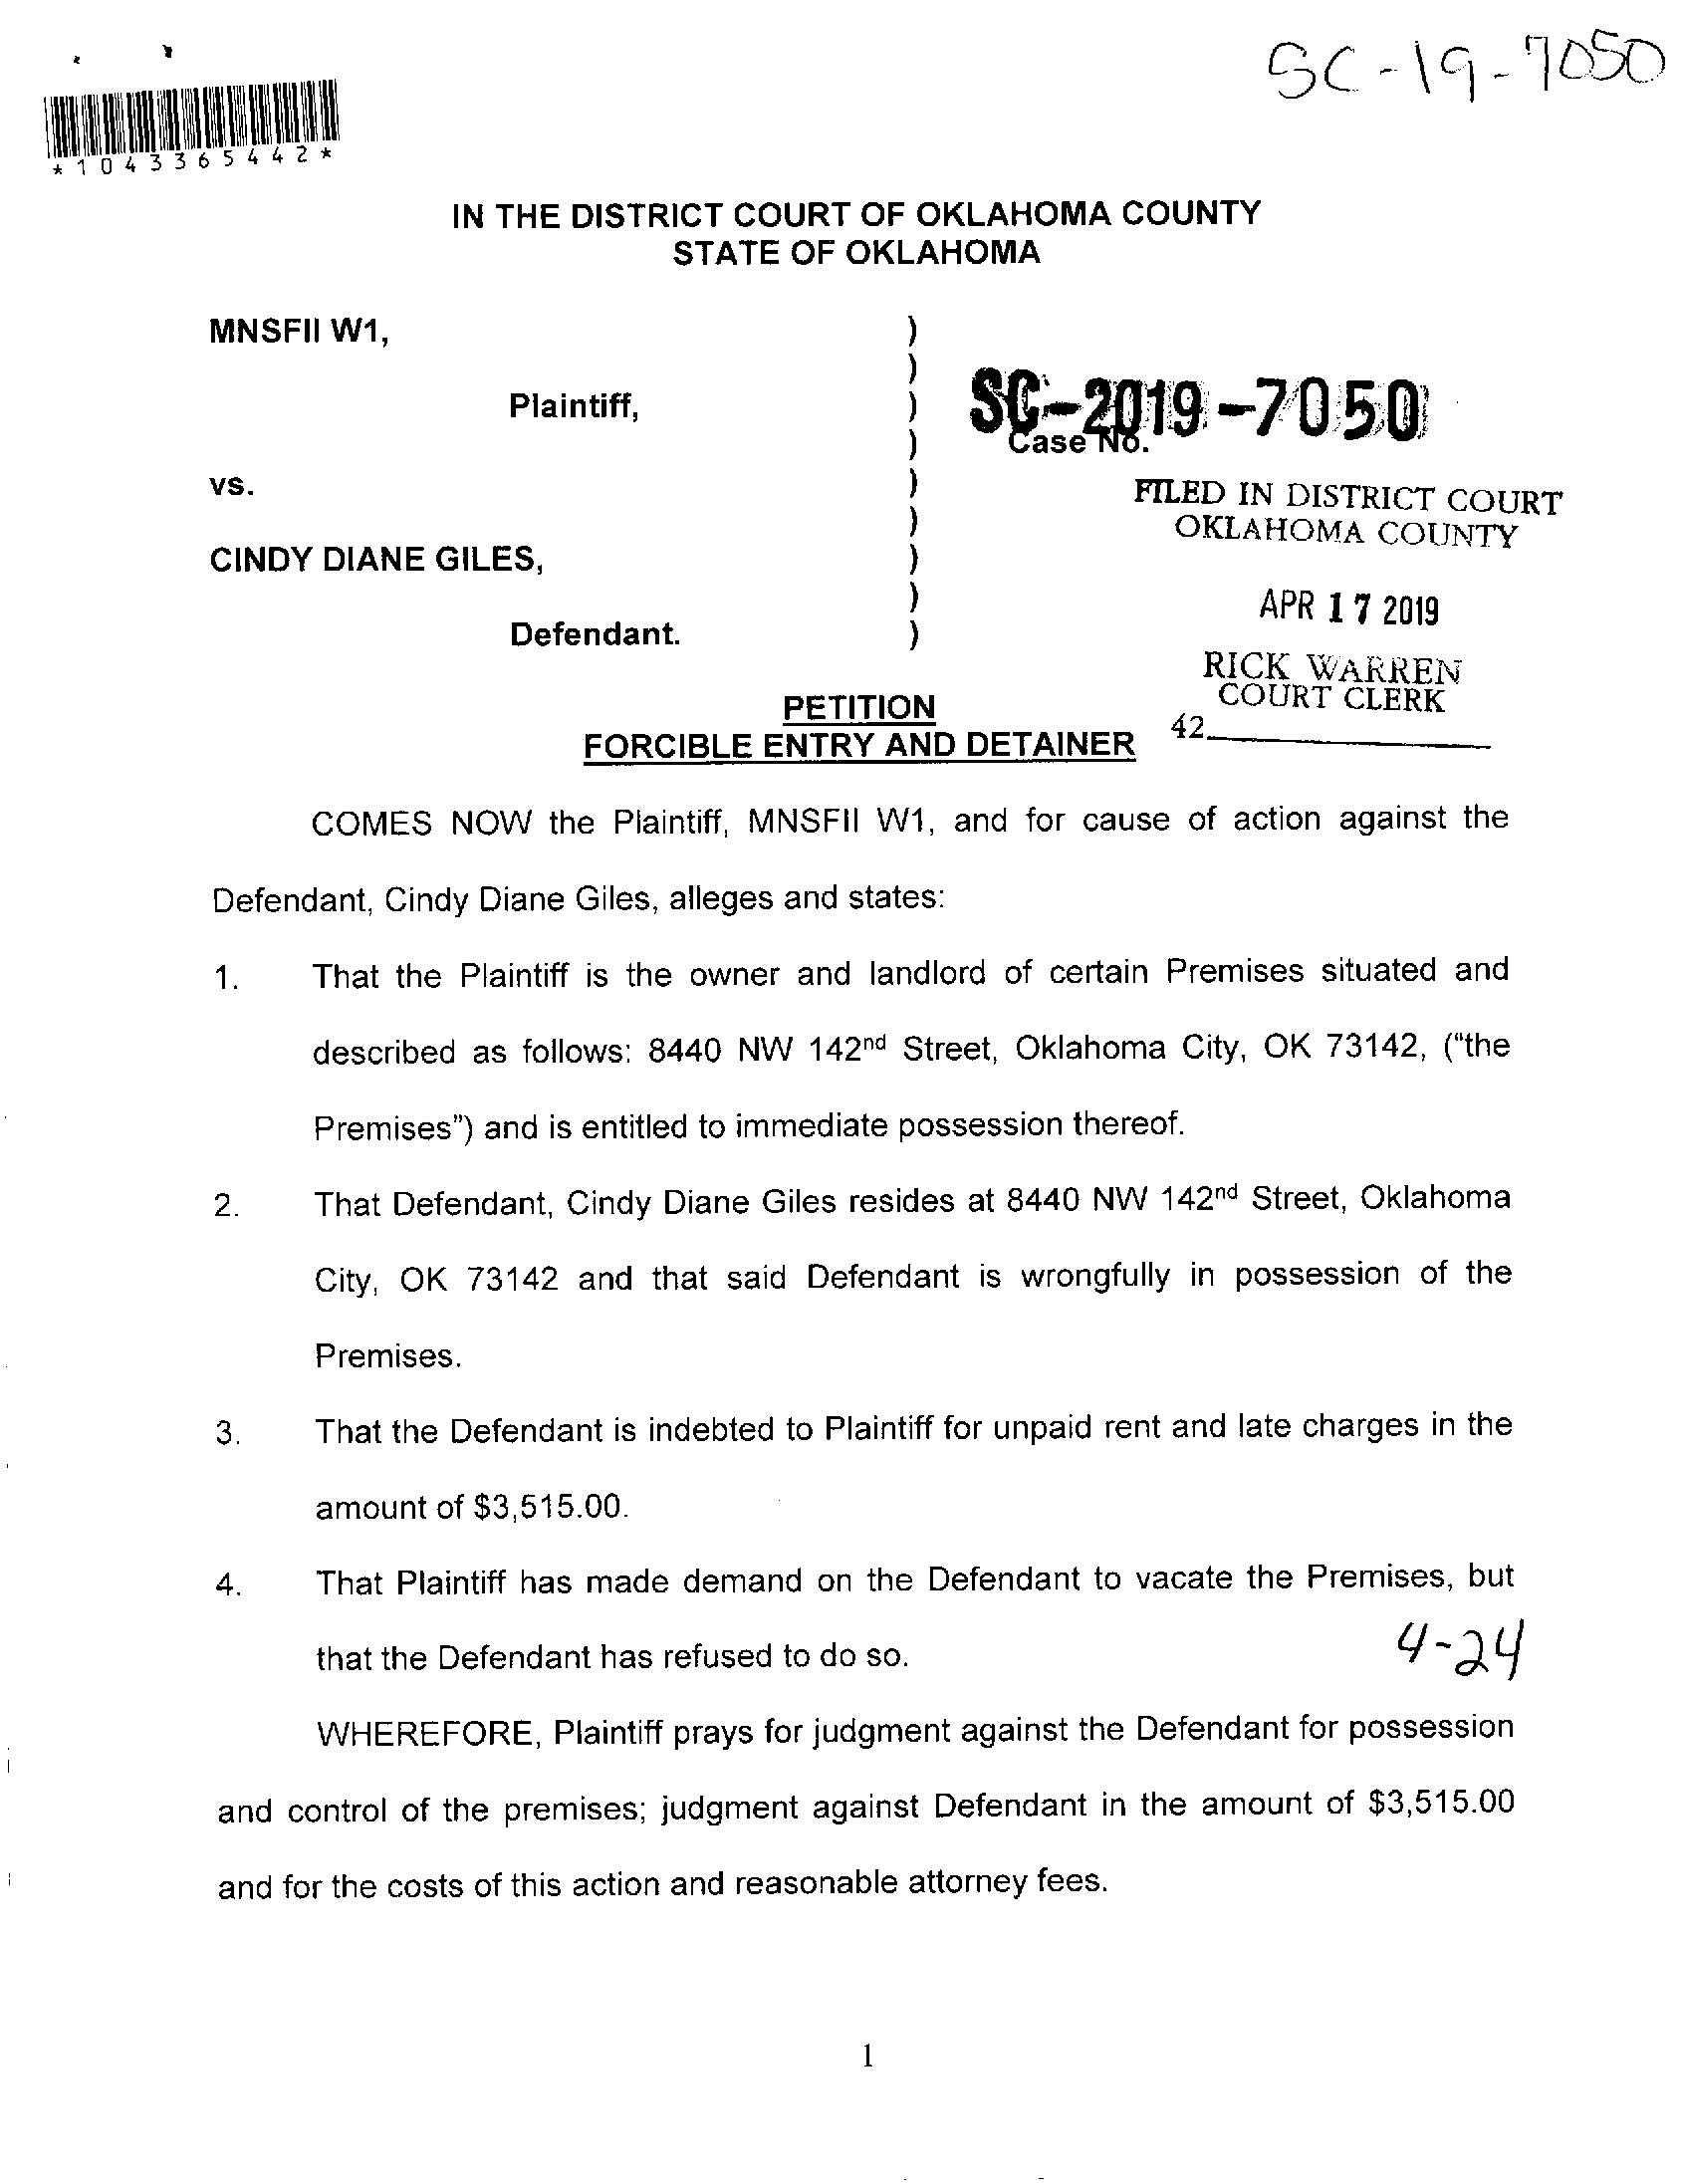 SC-19-7050
*1043365442*
IN THE DISTRICT COURT OF OKLAHOMA COUNTY
STATE OF OKLAHOMA
MNSFII W1,
)
)
Plaintiff,
)
SC-2019-7050
)
Case No.
vs.
)
FILED IN DISTRICT COURT
)
OKLAHOMA COUNTY
CINDY DIANE GILES,
)
)
APR 17 2019
Defendant.
)
RICK WARREN
COURT CLERK
PETITION
42
FORCIBLE ENTRY AND DETAINER
COMES NOW the Plaintiff, MNSFII W1, and for cause of action against the
Defendant, Cindy Diane Giles, alleges and states:
1. That the Plaintiff is the owner and landlord of certain Premises situated and
described as follows: 8440 NW 142nd Street, Oklahoma City, OK 73142, ("the
Premises") and is entitled to immediate possession thereof.
2. That Defendant, Cindy Diane Giles resides at 8440 NW 142nd Street, Oklahoma
City, OK 73142 and that said Defendant is wrongfully in possession of the
Premises.
3. That the Defendant is indebted to Plaintiff for unpaid rent and late charges in the
amount of $3,515.00.
4. That Plaintiff has made demand on the Defendant to vacate the Premises, but
that the Defendant has refused to do so.
4-24
WHEREFORE, Plaintiff prays for judgment against the Defendant for possession
and control of the premises; judgment against Defendant in the amount of $3,515.00
and for the costs of this action and reasonable attorney fees.
1